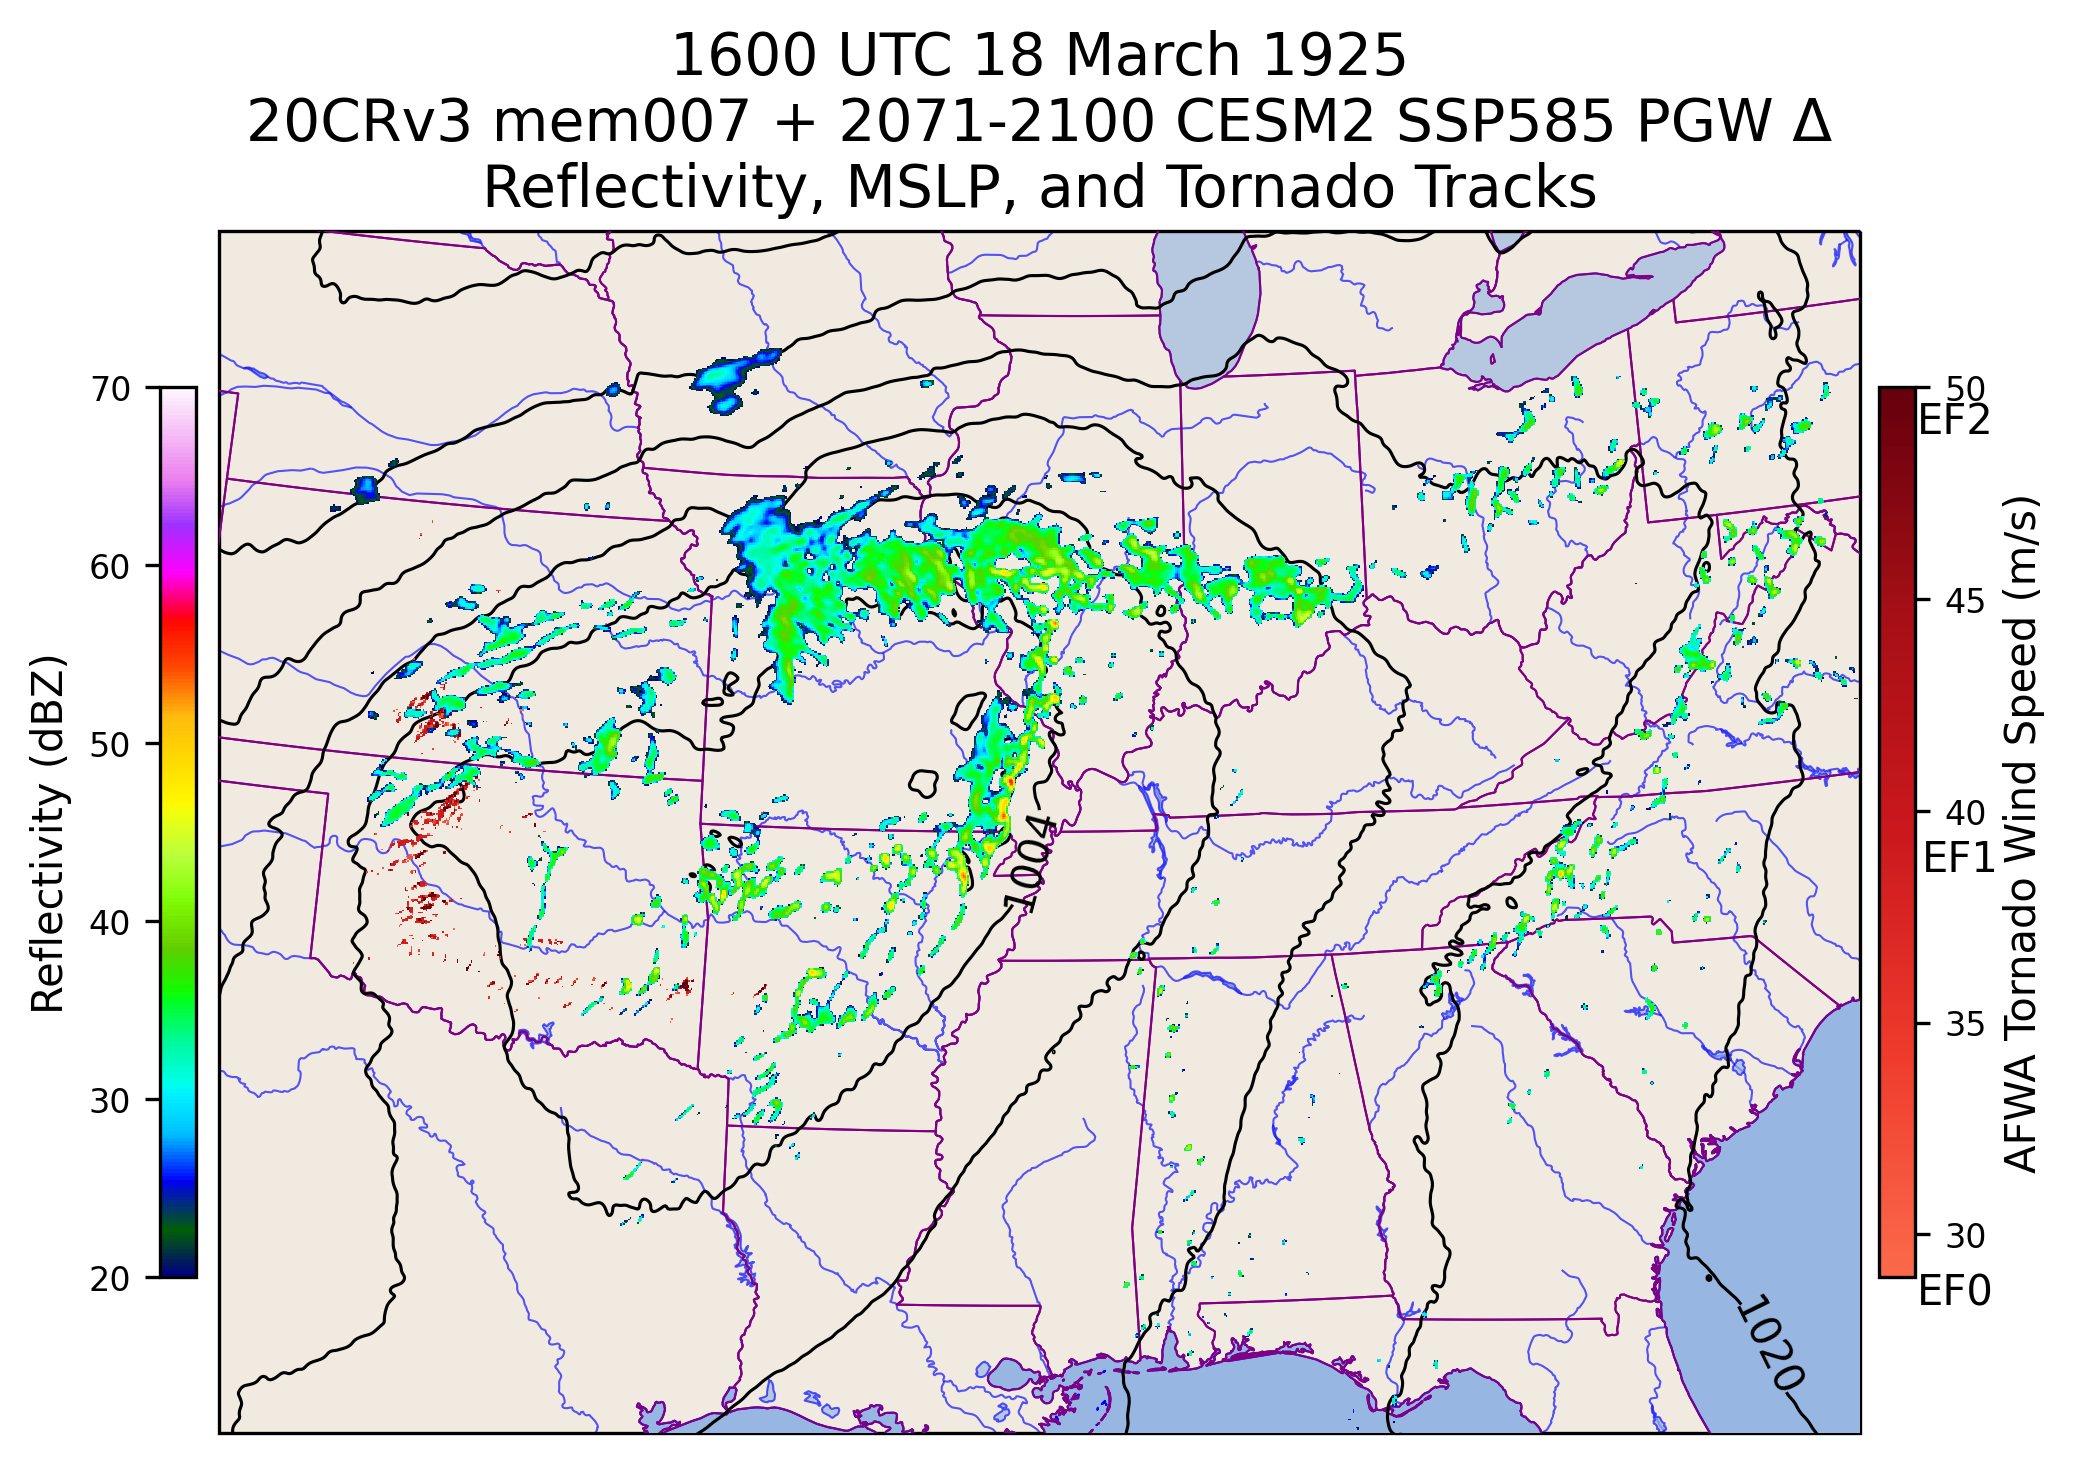 1600 UTC 18 March 1925
20CRv3 mem007 + 2071-2100 CESM2 SSP585 PGW Δ
Reflectivity, MSLP, and Tornado Tracks
70
60
50
40
30
20
Reflectivity (dBZ)
1004
1020
50
EF2
45
40
EF1
35
30
EF0
AFWA Tornado Wind Speed (m/s)